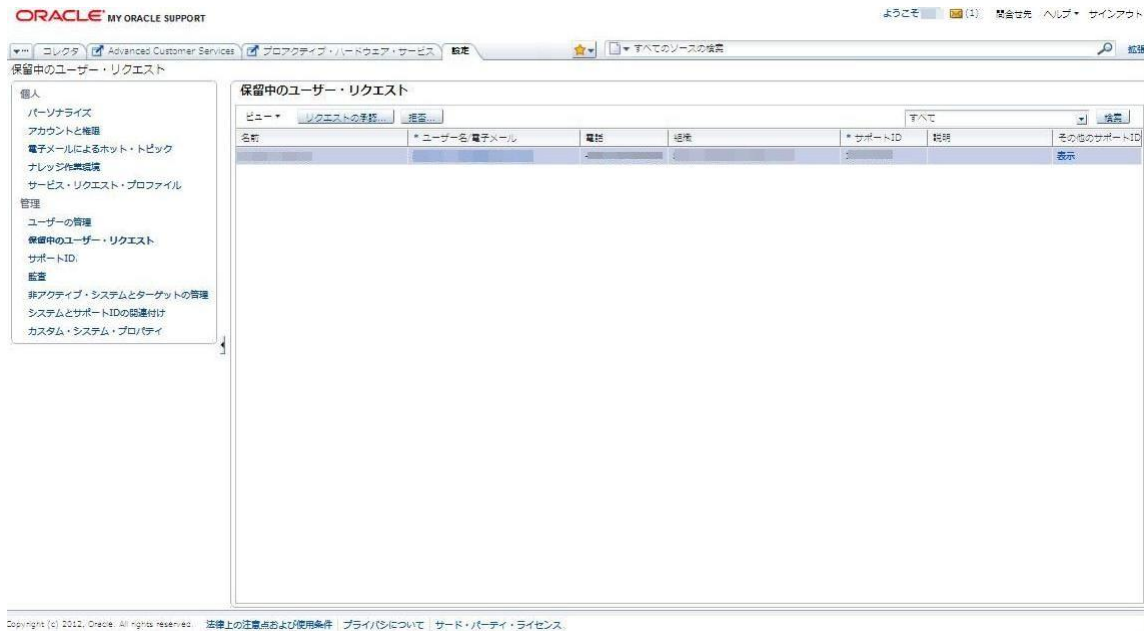 ORACLE MY ORACLE SUPPORT
ようこそ (1) 問合せ先 ヘルプ サインアウト
コレクタ Advanced Customer Services プロアクティブ・ハードウェア・サービス 設定 すべてのソースの検索 拡張
保留中のユーザー・リクエスト
個人
パーソナライズ
アカウントと権限
電子メールによるホット・トピック
ナレッジ作業環境
サービス・リクエスト・プロファイル
管理
ユーザーの管理
保留中のユーザー・リクエスト
サポートID
監査
非アクティブ・システムとターゲットの管理
システムとサポートIDの関連付け
カスタム・システム・プロパティ
保留中のユーザー・リクエスト
ビュー リクエストの承認... 拒否... すべて 検索
名前 * ユーザー名/電子メール 電話 組織 * サポートID 説明 その他のサポートID
表示
Copyright (c) 2012, Oracle. All rights reserved. 法律上の注意点および使用条件 | プライバシについて | サード・パーティ・ライセンス